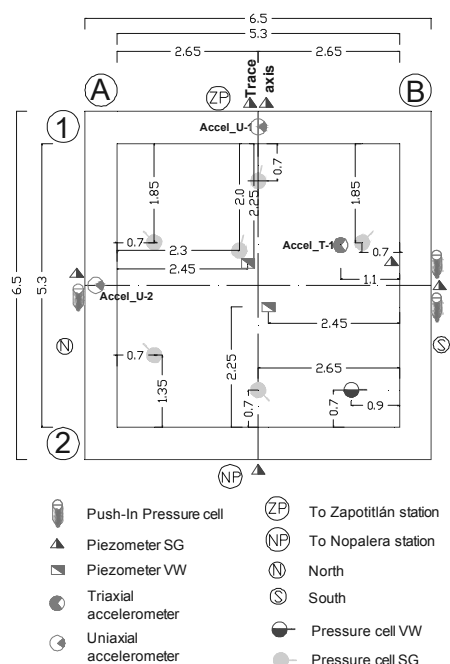 6.5
5.3
2.65 2.65
A
ZP
Trace
axis
B
1
Accel_U-1
0.7
1.85
2.0
2.25
1.85
0.7
2.3
Accel_T-1
0.7
2.45
1.1
6.5
5.3
Accel_U-2
2.45
N
2.25
S
0.7
2.65
1.35
0.7
0.7
0.9
2
NP
Push-In Pressure cell
ZP To Zapotitlán station
Piezometer SG
NP To Nopalera station
Piezometer VW
N North
Triaxial
accelerometer
S South
Uniaxial
accelerometer
Pressure cell VW
Pressure cell SG